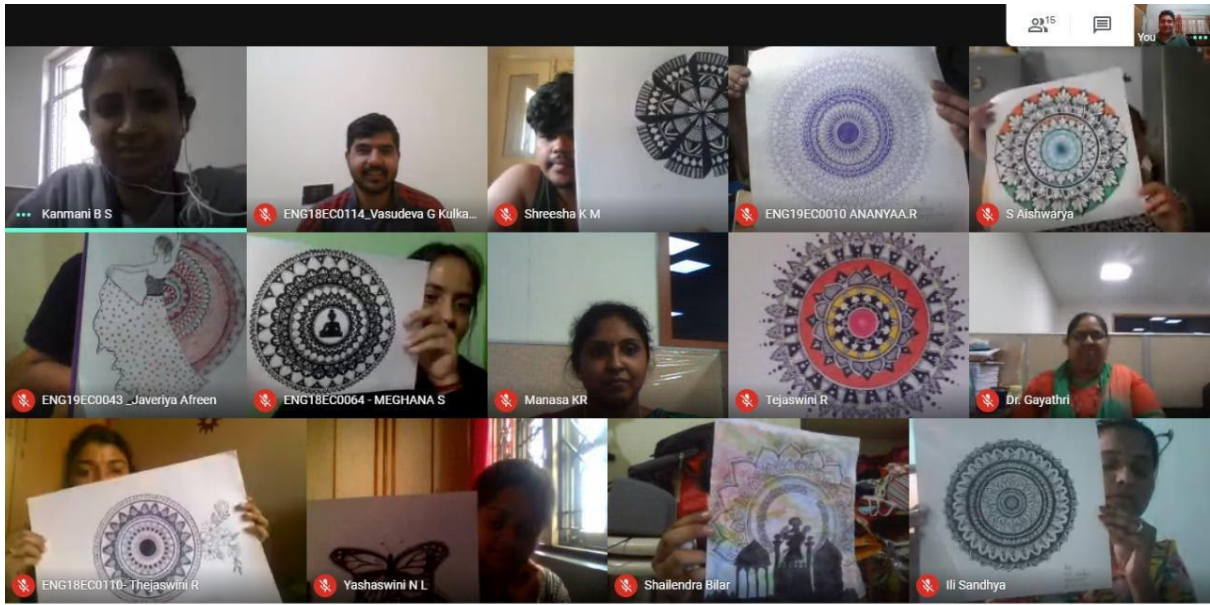 15
You
Kanmani B S
ENG18EC0114_Vasudeva G Kulka...
Shreesha K M
ENG19EC0010 ANANYAA.R
S Aishwarya
ENG19EC0043 _Javeriya Afreen
ENG18EC0064 - MEGHANA S
Manasa KR
Tejaswini R
Dr. Gayathri
ENG18EC0110- Thejaswini R
Yashaswini N L
Shailendra Bilar
Ili Sandhya